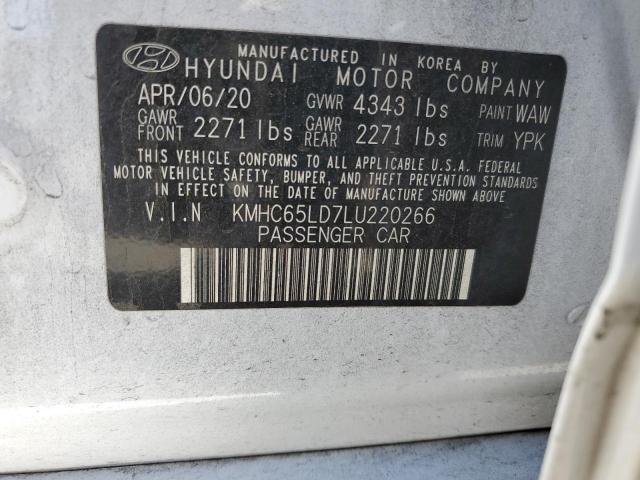 MANUFACTURED IN KOREA BY
HYUNDAI MOTOR COMPANY
APR/06/20 GVWR 4343 lbs PAINT WAW
GAWR FRONT 2271 lbs GAWR REAR 2271 lbs TRIM YPK
THIS VEHICLE CONFORMS TO ALL APPLICABLE U.S.A. FEDERAL
MOTOR VEHICLE SAFETY, BUMPER, AND THEFT PREVENTION STANDARDS
IN EFFECT ON THE DATE OF MANUFACTURE SHOWN ABOVE
V.I.N KMHC65LD7LU220266
PASSENGER CAR